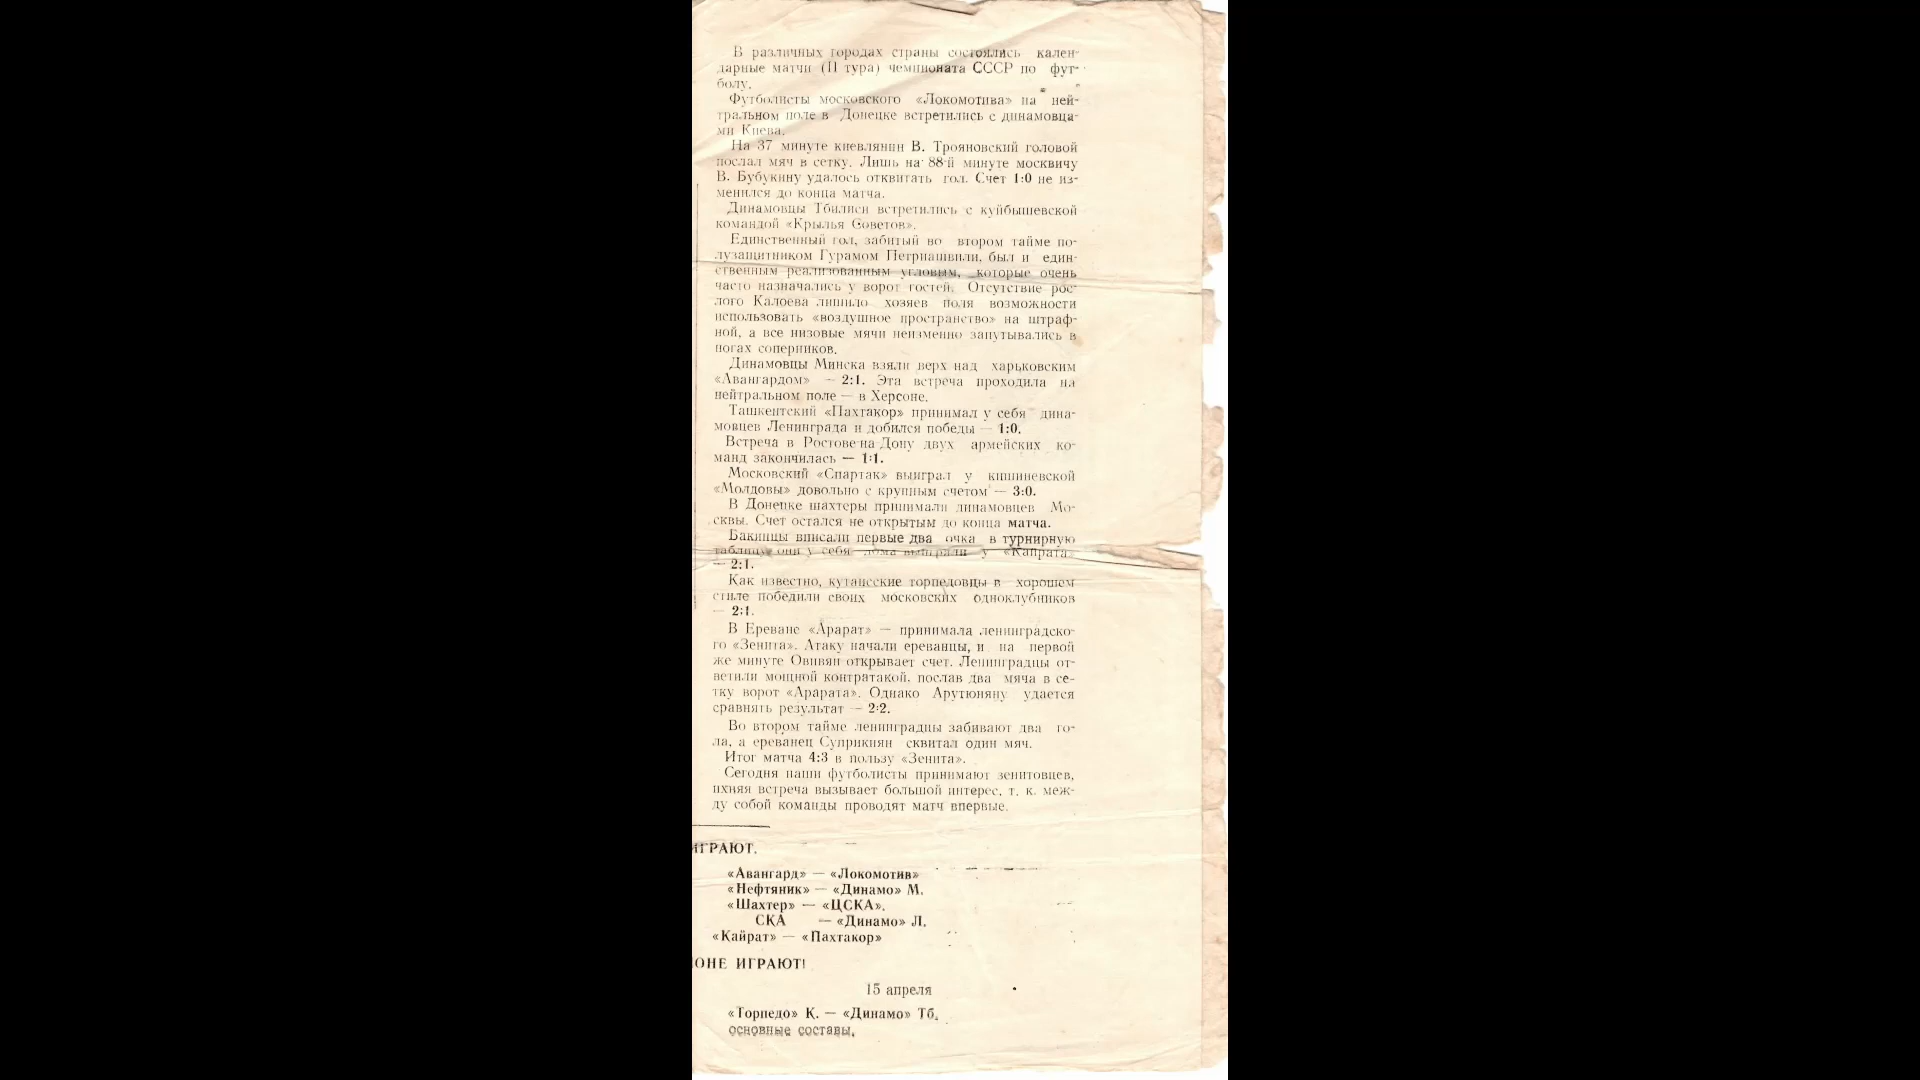 В различных городах страны состоялись кален-
дарные матчи (II тура) чемпионата СССР по фут-
болу.
Футболисты московского «Локомотива» на ней-
тральном поле в Донецке встретились с динамовца-
ми Киева.
На 37 минуте киевлянин В. Трояновский головой
послал мяч в сетку. Лишь на 88-й минуте москвичу
В. Бубукину удалось отквитать гол. Счет 1:0 не из-
менился до конца матча.
Динамовцы Тбилиси встретились с куйбышевской
командой «Крылья Советов».
Единственный гол, забитый во втором тайме по-
лузащитником Гурамом Петриашвили, был и един-
ственным реализованным угловым, которые очень
часто назначались у ворот гостей. Отсутствие рос-
лого Калоева лишило хозяев поля возможности
использовать «воздушное пространство» на штраф-
ной, а все низовые мячи неизменно запутывались в
ногах соперников.
Динамовцы Минска взяли верх над харьковским
«Авангардом» — 2:1. Эта встреча проходила на
нейтральном поле — в Херсоне.
Ташкентский «Пахтакор» принимал у себя дина-
мовцев Ленинграда и добился победы — 1:0.
Встреча в Ростове на Дону двух армейских ко-
манд закончилась — 1:1.
Московский «Спартак» выиграл у кишиневской
«Молдовы» довольно с крупным счетом — 3:0.
В Донецке шахтеры принимали динамовцев Мо-
сквы. Счет остался не открытым до конца матча.
Бакинцы вписали первые два очка в турнирную
таблицу они у себя дома выиграли у «Кайрата»
— 2:1.
Как известно, кутаисские торпедовцы в хорошем
стиле победили своих московских одноклубников
— 2:1.
В Ереване «Арарат» — принимала ленинградско-
го «Зенита». Атаку начали ереванцы, и на первой
же минуте Овивян открывает счет. Ленинградцы от-
ветили мощной контратакой, послав два мяча в се-
тку ворот «Арарата». Однако Арутюняну удается
сравнять результат — 2:2.
Во втором тайме ленинградцы забивают два го-
ла, а ереванец Суприкиян сквитал один мяч.
Итог матча 4:3 в пользу «Зенита».
Сегодня наши футболисты принимают зенитовцев,
ихняя встреча вызывает большой интерес, т. к. меж-
ду собой команды проводят матч впервые.
ИГРАЮТ.
«Авангард» — «Локомотив»
«Нефтяник» — «Динамо» М.
«Шахтер» — «ЦСКА».
СКА — «Динамо» Л.
«Кайрат» — «Пахтакор»
ОНЕ ИГРАЮТ!
15 апреля
«Торпедо» К. — «Динамо» Тб.
основные составы.